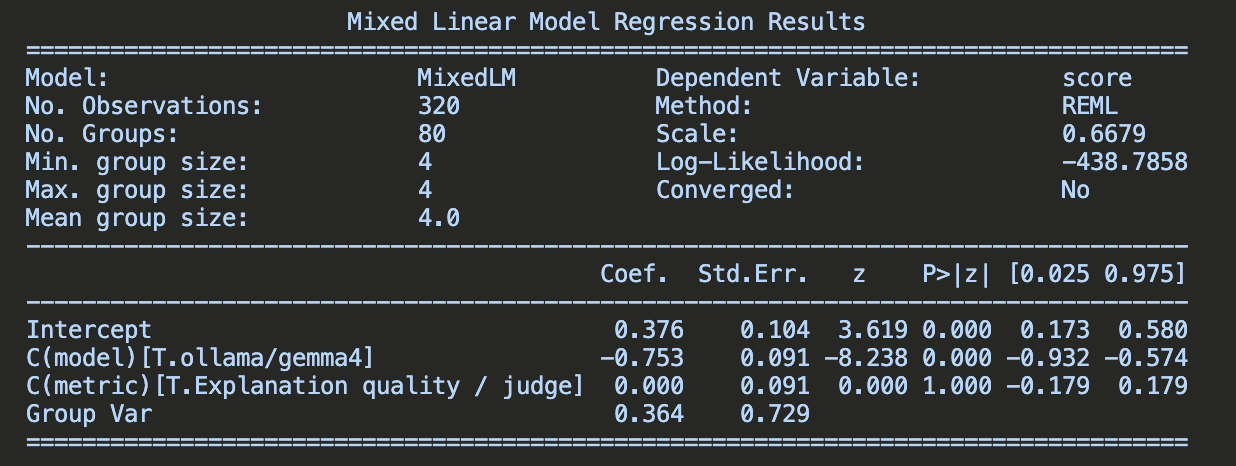 Mixed Linear Model Regression Results
================================================================================
Model: MixedLM Dependent Variable: score
No. Observations: 320 Method: REML
No. Groups: 80 Scale: 0.6679
Min. group size: 4 Log-Likelihood: -438.7858
Max. group size: 4 Converged: No
Mean group size: 4.0
--------------------------------------------------------------------------------
Coef. Std.Err. z P>|z| [0.025 0.975]
--------------------------------------------------------------------------------
Intercept 0.376 0.104 3.619 0.000 0.173 0.580
C(model)[T.ollama/gemma4] -0.753 0.091 -8.238 0.000 -0.932 -0.574
C(metric)[T.Explanation quality / judge] 0.000 0.091 0.000 1.000 -0.179 0.179
Group Var 0.364 0.729
================================================================================